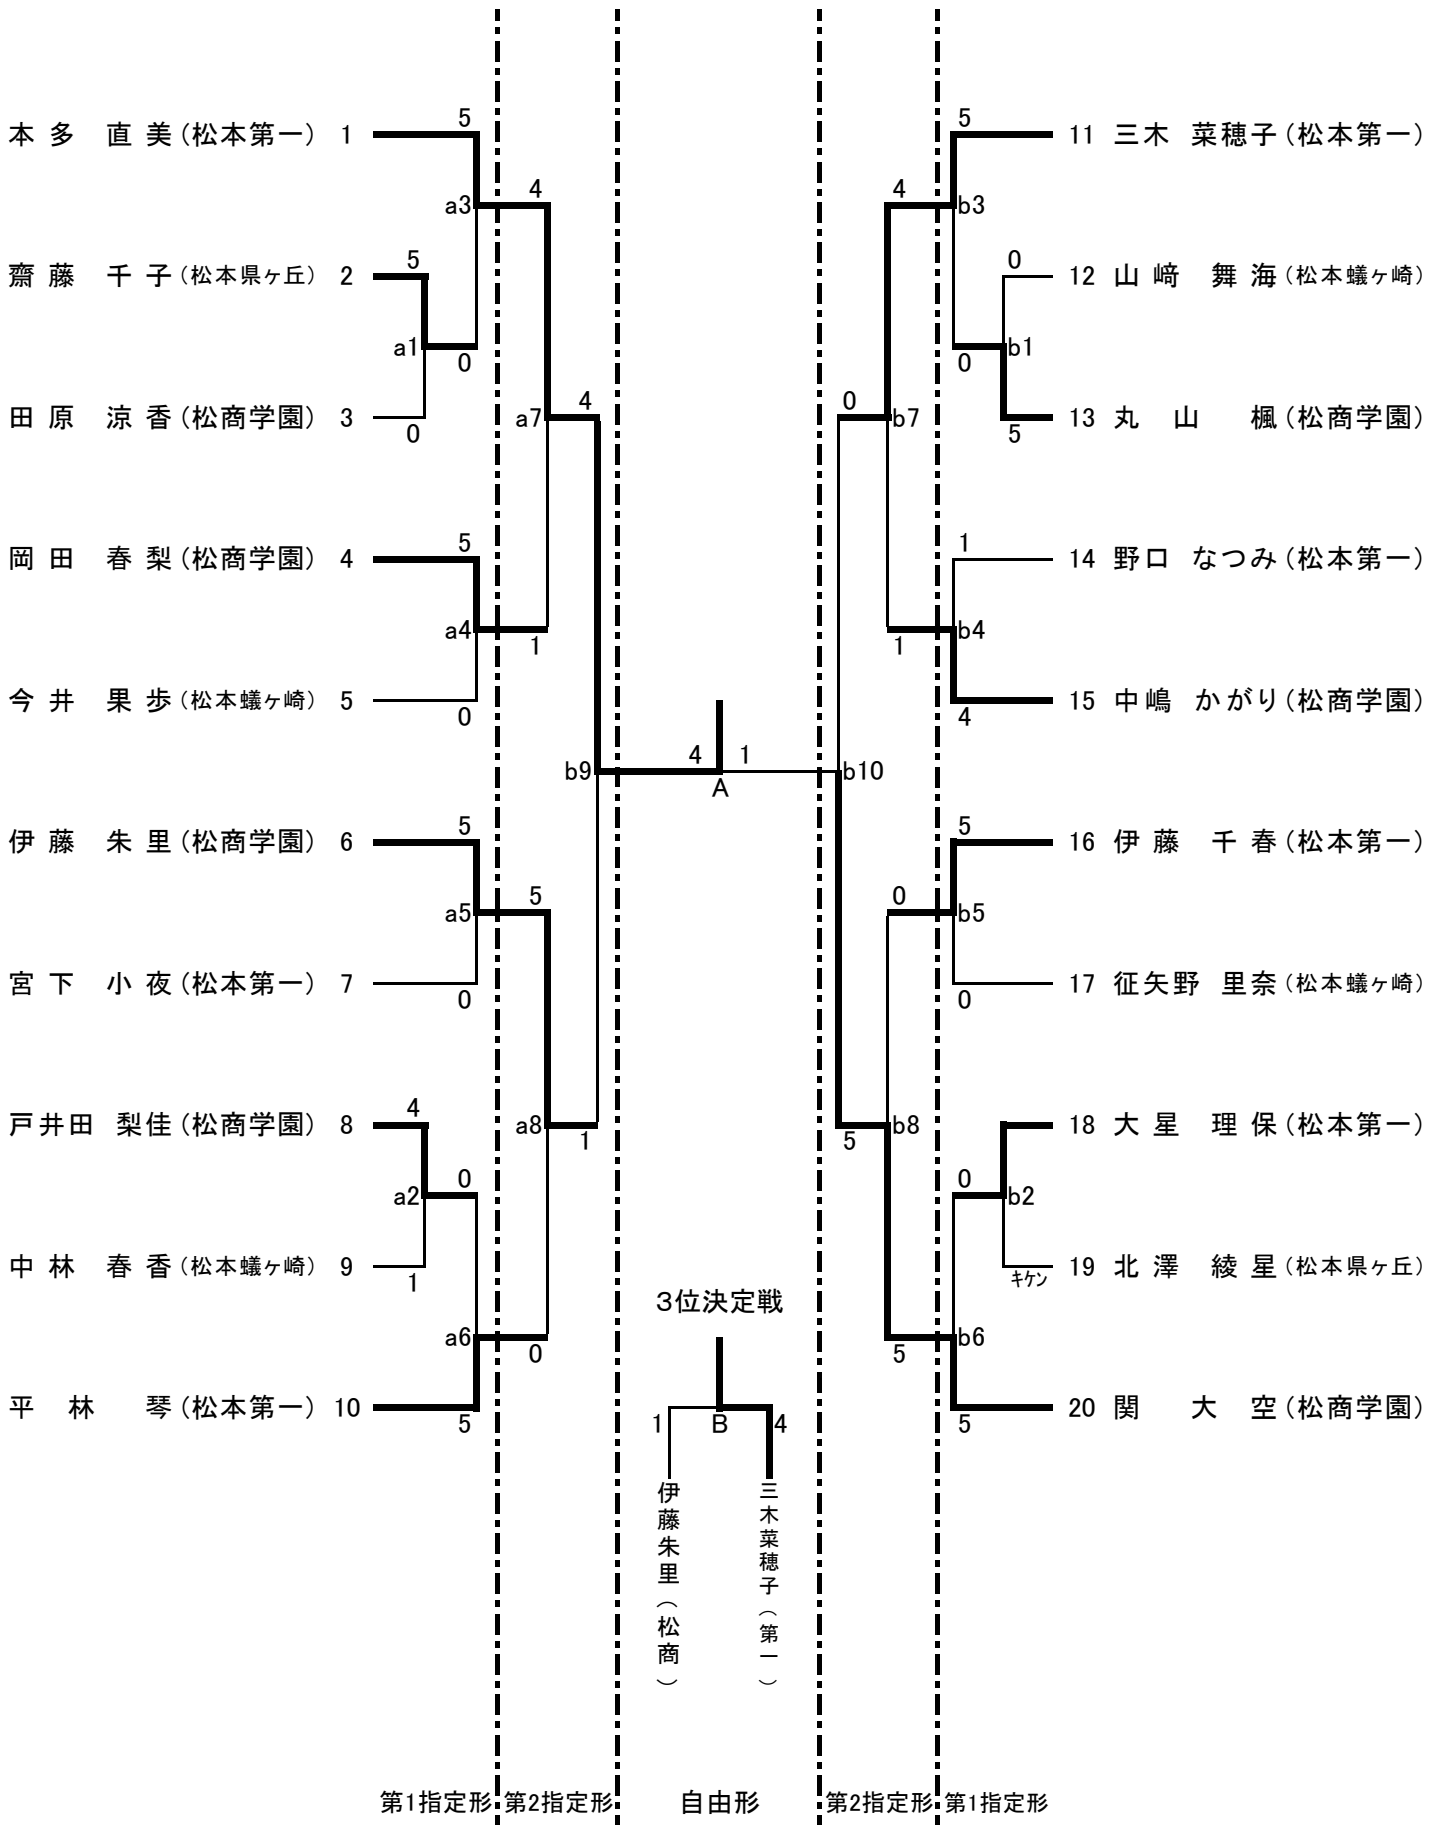 本多 直美（松本第一） 1
齋藤 千子（松本県ヶ丘） 2
田原 涼香（松商学園） 3
岡田 春梨（松商学園） 4
今井 果歩（松本蟻ヶ崎） 5
伊藤 朱里（松商学園） 6
宮下 小夜（松本第一） 7
戸井田 梨佳（松商学園） 8
中林 春香（松本蟻ヶ崎） 9
平林 琴（松本第一） 10
5
5
a3
a1
0
0
4
5
a4
0
1
a7
4
5
a5
0
5
4
a2
1
0
a6
5
0
a8
1
b9
4
A
1
b10
0
b7
4
5
b3
0
b1
0
5
1
b4
4
1
5
b5
0
0
b8
5
0
b2
キケン
b6
5
5
11 三木 菜穂子（松本第一）
12 山﨑 舞海（松本蟻ヶ崎）
13 丸山 楓（松商学園）
14 野口 なつみ（松本第一）
15 中嶋 かがり（松商学園）
16 伊藤 千春（松本第一）
17 征矢野 里奈（松本蟻ヶ崎）
18 大星 理保（松本第一）
19 北澤 綾星（松本県ヶ丘）
20 関 大空（松商学園）
３位決定戦
1
B
4
伊藤朱里（松商）
三木菜穂子（第一）
第1指定形
第2指定形
自由形
第2指定形
第1指定形